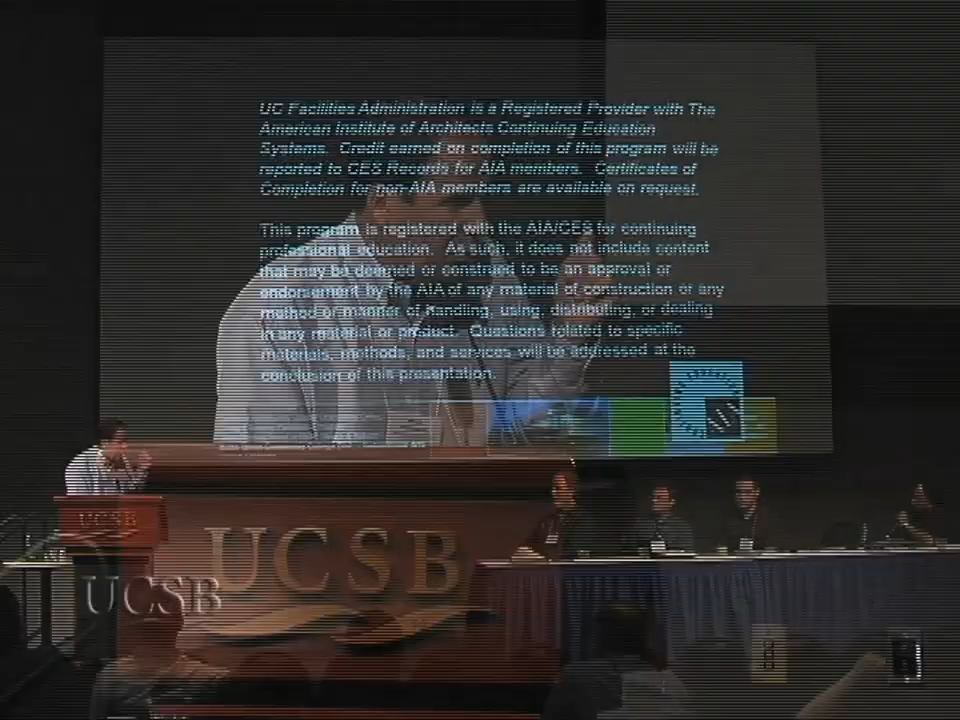 UC Facilities Administration is a Registered Provider with The
American Institute of Architects Continuing Education
Systems. Credit earned on completion of this program will be
reported to CES Records for AIA members. Certificates of
Completion for non-AIA members are available on request.
This program is registered with the AIA/CES for continuing
professional education. As such, it does not include content
that may be deemed or construed to be an approval or
endorsement by the AIA of any material of construction or any
method or manner of handling, using, distributing, or dealing
in any material or product. Questions related to specific
materials, methods, and services will be addressed at the
conclusion of this presentation.
UCSB
UCSB
UCSB